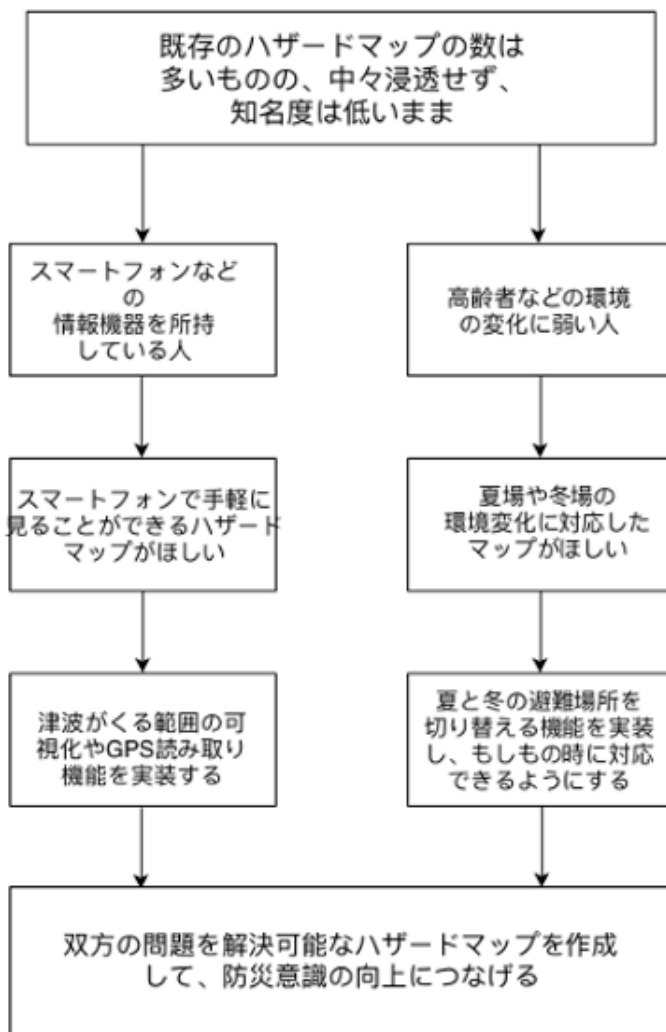 既存のハザードマップの数は
多いものの、中々浸透せず、
知名度は低いまま
スマートフォンなど
の
情報機器を所持
している人
高齢者などの環境
の変化に弱い人
スマートフォンで手軽に
見ることができるハザード
マップがほしい
夏場や冬場の
環境変化に対応した
マップがほしい
津波がくる範囲の可
視化やGPS読み取り
機能を実装する
夏と冬の避難場所を
切り替える機能を実装
し、もしもの時に対応
できるようにする
双方の問題を解決可能なハザードマップを作成
して、防災意識の向上につなげる